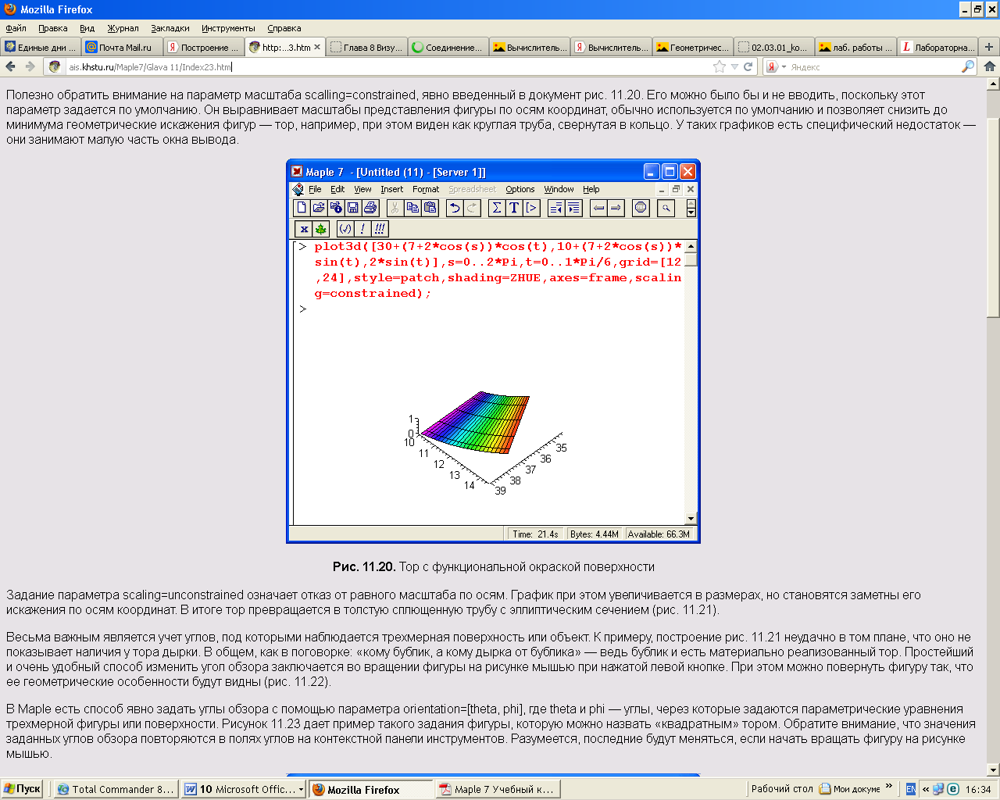 Mozilla Firefox
Файл Правка Вид Журнал Закладки Инструменты Справка
Единые дни ... Почта Mail.ru Построение ... http:...3.htm Глава 8 Визу... Соединение... Вычислитель... Вычислитель... Геометричес... 02.03.01_ко... лаб. работы ... Лабораторна...
ais.khstu.ru/Maple7/Glava 11/Index23.htm Яндекс
Полезно обратить внимание на параметр масштаба scalling=constrained, явно введенный в документ рис. 11.20. Его можно было бы и не вводить, поскольку этот
параметр задается по умолчанию. Он выравнивает масштабы представления фигуры по осям координат, обычно используется по умолчанию и позволяет снизить до
минимума геометрические искажения фигур — тор, например, при этом виден как круглая труба, свернутая в кольцо. У таких графиков есть специфический недостаток —
они занимают малую часть окна вывода.
Maple 7 - [Untitled (11) - [Server 1]]
File Edit View Insert Format Spreadsheet Options Window Help
> plot3d([30+(7+2*cos(s))*cos(t),10+(7+2*cos(s))*
sin(t),2*sin(t)],s=0..2*Pi,t=0..1*Pi/6,grid=[12
,24],style=patch,shading=ZHUE,axes=frame,scalin
g=constrained);
>
1
0
10
11
12
13
14
39
38
37
36
35
Time: 21.4s Bytes: 4.44M Available: 66.3M
Рис. 11.20. Тор с функциональной окраской поверхности
Задание параметра scaling=unconstrained означает отказ от равного масштаба по осям. График при этом увеличивается в размерах, но становятся заметны его
искажения по осям координат. В итоге тор превращается в толстую сплющенную трубу с эллиптическим сечением (рис. 11.21).
Весьма важным является учет углов, под которыми наблюдается трехмерная поверхность или объект. К примеру, построение рис. 11.21 неудачно в том плане, что оно не
показывает наличия у тора дырки. В общем, как в поговорке: «кому бублик, а кому дырка от бублика» — ведь бублик и есть материально реализованный тор. Простейший
и очень удобный способ изменить угол обзора заключается во вращении фигуры на рисунке мышью при нажатой левой кнопке. При этом можно повернуть фигуру так, что
ее геометрические особенности будут видны (рис. 11.22).
В Maple есть способ явно задать углы обзора с помощью параметра orientation=[theta, phi], где theta и phi — углы, через которые задаются параметрические уравнения
трехмерной фигуры или поверхности. Рисунок 11.23 дает пример такого задания фигуры, которую можно назвать «квадратным» тором. Обратите внимание, что значения
заданных углов обзора повторяются в полях углов на контекстной панели инструментов. Разумеется, последние будут меняться, если начать вращать фигуру на рисунке
мышью.
Пуск Total Commander 8... 10 Microsoft Offic... Mozilla Firefox Maple 7 Учебный к... Рабочий стол Мои докуме » EN « 16:34